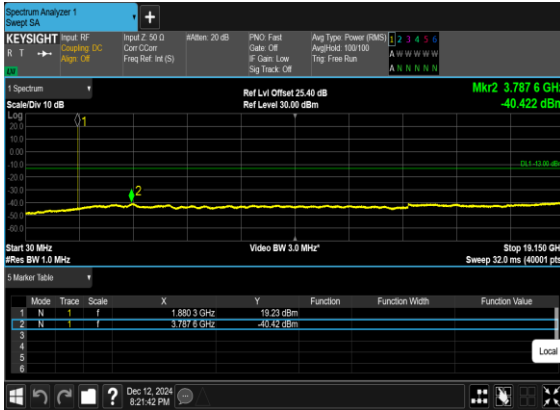 Spectrum Analyzer 1
Swept SA
+
KEYSIGHT Input: RF Input Z: 50 Ω #Atten: 20 dB PNO: Fast Avg Type: Power (RMS) 1 2 3 4 5 6
R T Coupling: DC Corr CCorr Gate: Off Avg|Hold: 100/100 A W W W W W
Align: Off Freq Ref: Int (S) IF Gain: Low Trig: Free Run
Sig Track: Off A N N N N N
1 Spectrum Ref Lvl Offset 25.40 dB Mkr2 3.787 6 GHz
Scale/Div 10 dB Ref Level 30.00 dBm -40.422 dBm
Log
1
20.0
10.0
0.00
-10.0 DL1 -13.00 dBm
-20.0
-30.0
2
-40.0
-50.0
-60.0
Start 30 MHz Video BW 3.0 MHz* Stop 19.150 GH
#Res BW 1.0 MHz Sweep 32.0 ms (40001 pts
5 Marker Table
Mode Trace Scale X Y Function Function Width Function Value
1 N 1 f 1.880 3 GHz 19.23 dBm
2 N 1 f 3.787 6 GHz -40.42 dBm
3
4
5
6
Local
? Dec 12, 2024
8:21:42 PM